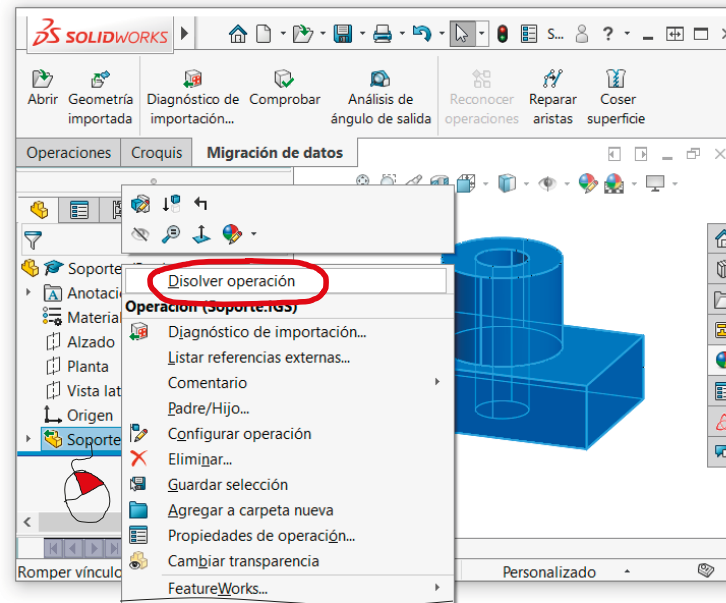 SOLIDWORKS
S...
?
Abrir
Geometría importada
Diagnóstico de importación...
Comprobar
Análisis de ángulo de salida
Reconocer operaciones
Reparar aristas
Coser superficie
Operaciones
Croquis
Migración de datos
Soporte
Anotaci
Material
Alzado
Planta
Vista lat
Origen
Soporte
Disolver operación
Operación (Soporte.IGS)
Diagnóstico de importación...
Listar referencias externas...
Comentario
Padre/Hijo...
Configurar operación
Eliminar...
Guardar selección
Agregar a carpeta nueva
Propiedades de operación...
Cambiar transparencia
FeatureWorks...
Romper vínculo
Personalizado